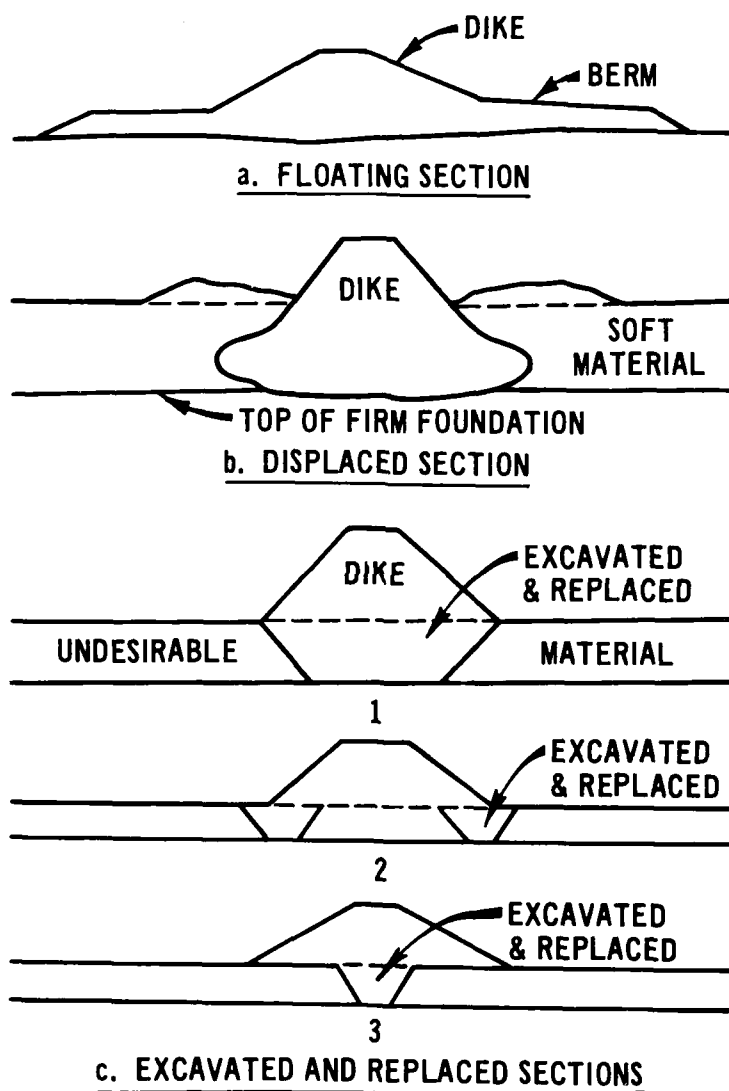 DIKE
BERM
a. FLOATING SECTION
DIKE
SOFT
MATERIAL
TOP OF FIRM FOUNDATION
b. DISPLACED SECTION
EXCAVATED
& REPLACED
DIKE
UNDESIRABLE
MATERIAL
1
EXCAVATED
& REPLACED
2
EXCAVATED
& REPLACED
3
c. EXCAVATED AND REPLACED SECTIONS